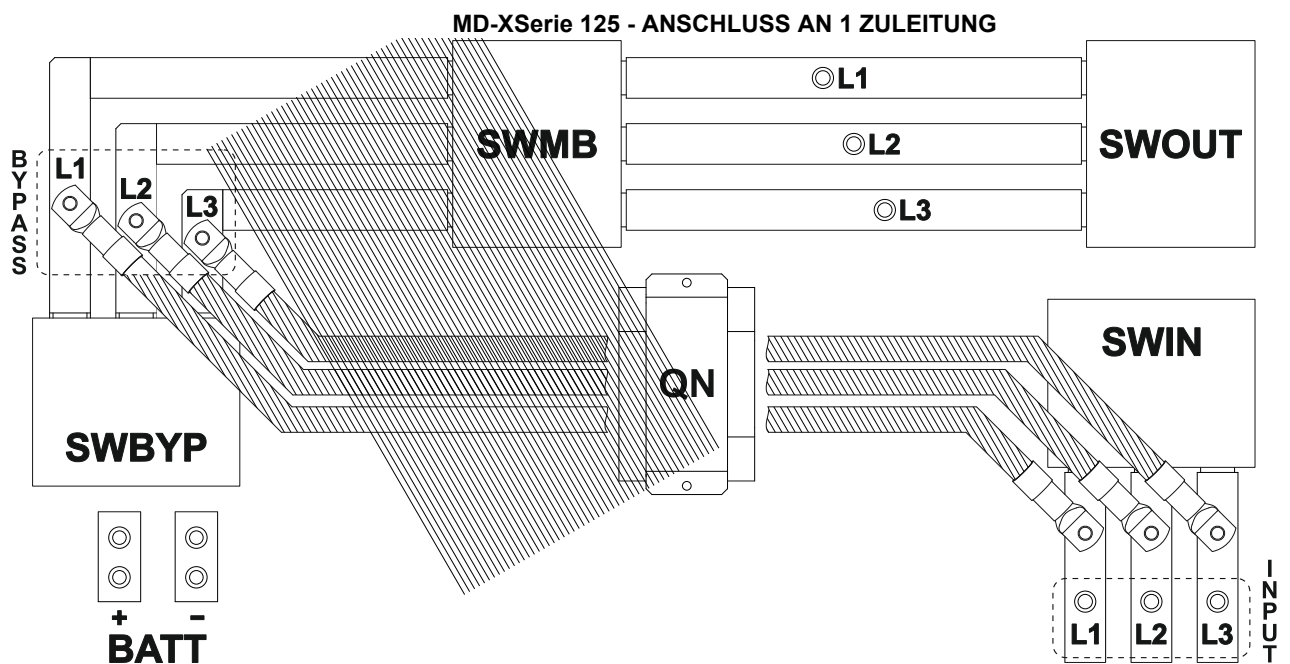 MD-XSerie 125 - ANSCHLUSS AN 1 ZULEITUNG
L1
SWMB
L2
SWOUT
L3
BYPASS
L1
L2
L3
SWIN
QN
SWBYP
+ -
BATT
L1 L2 L3
INPUT